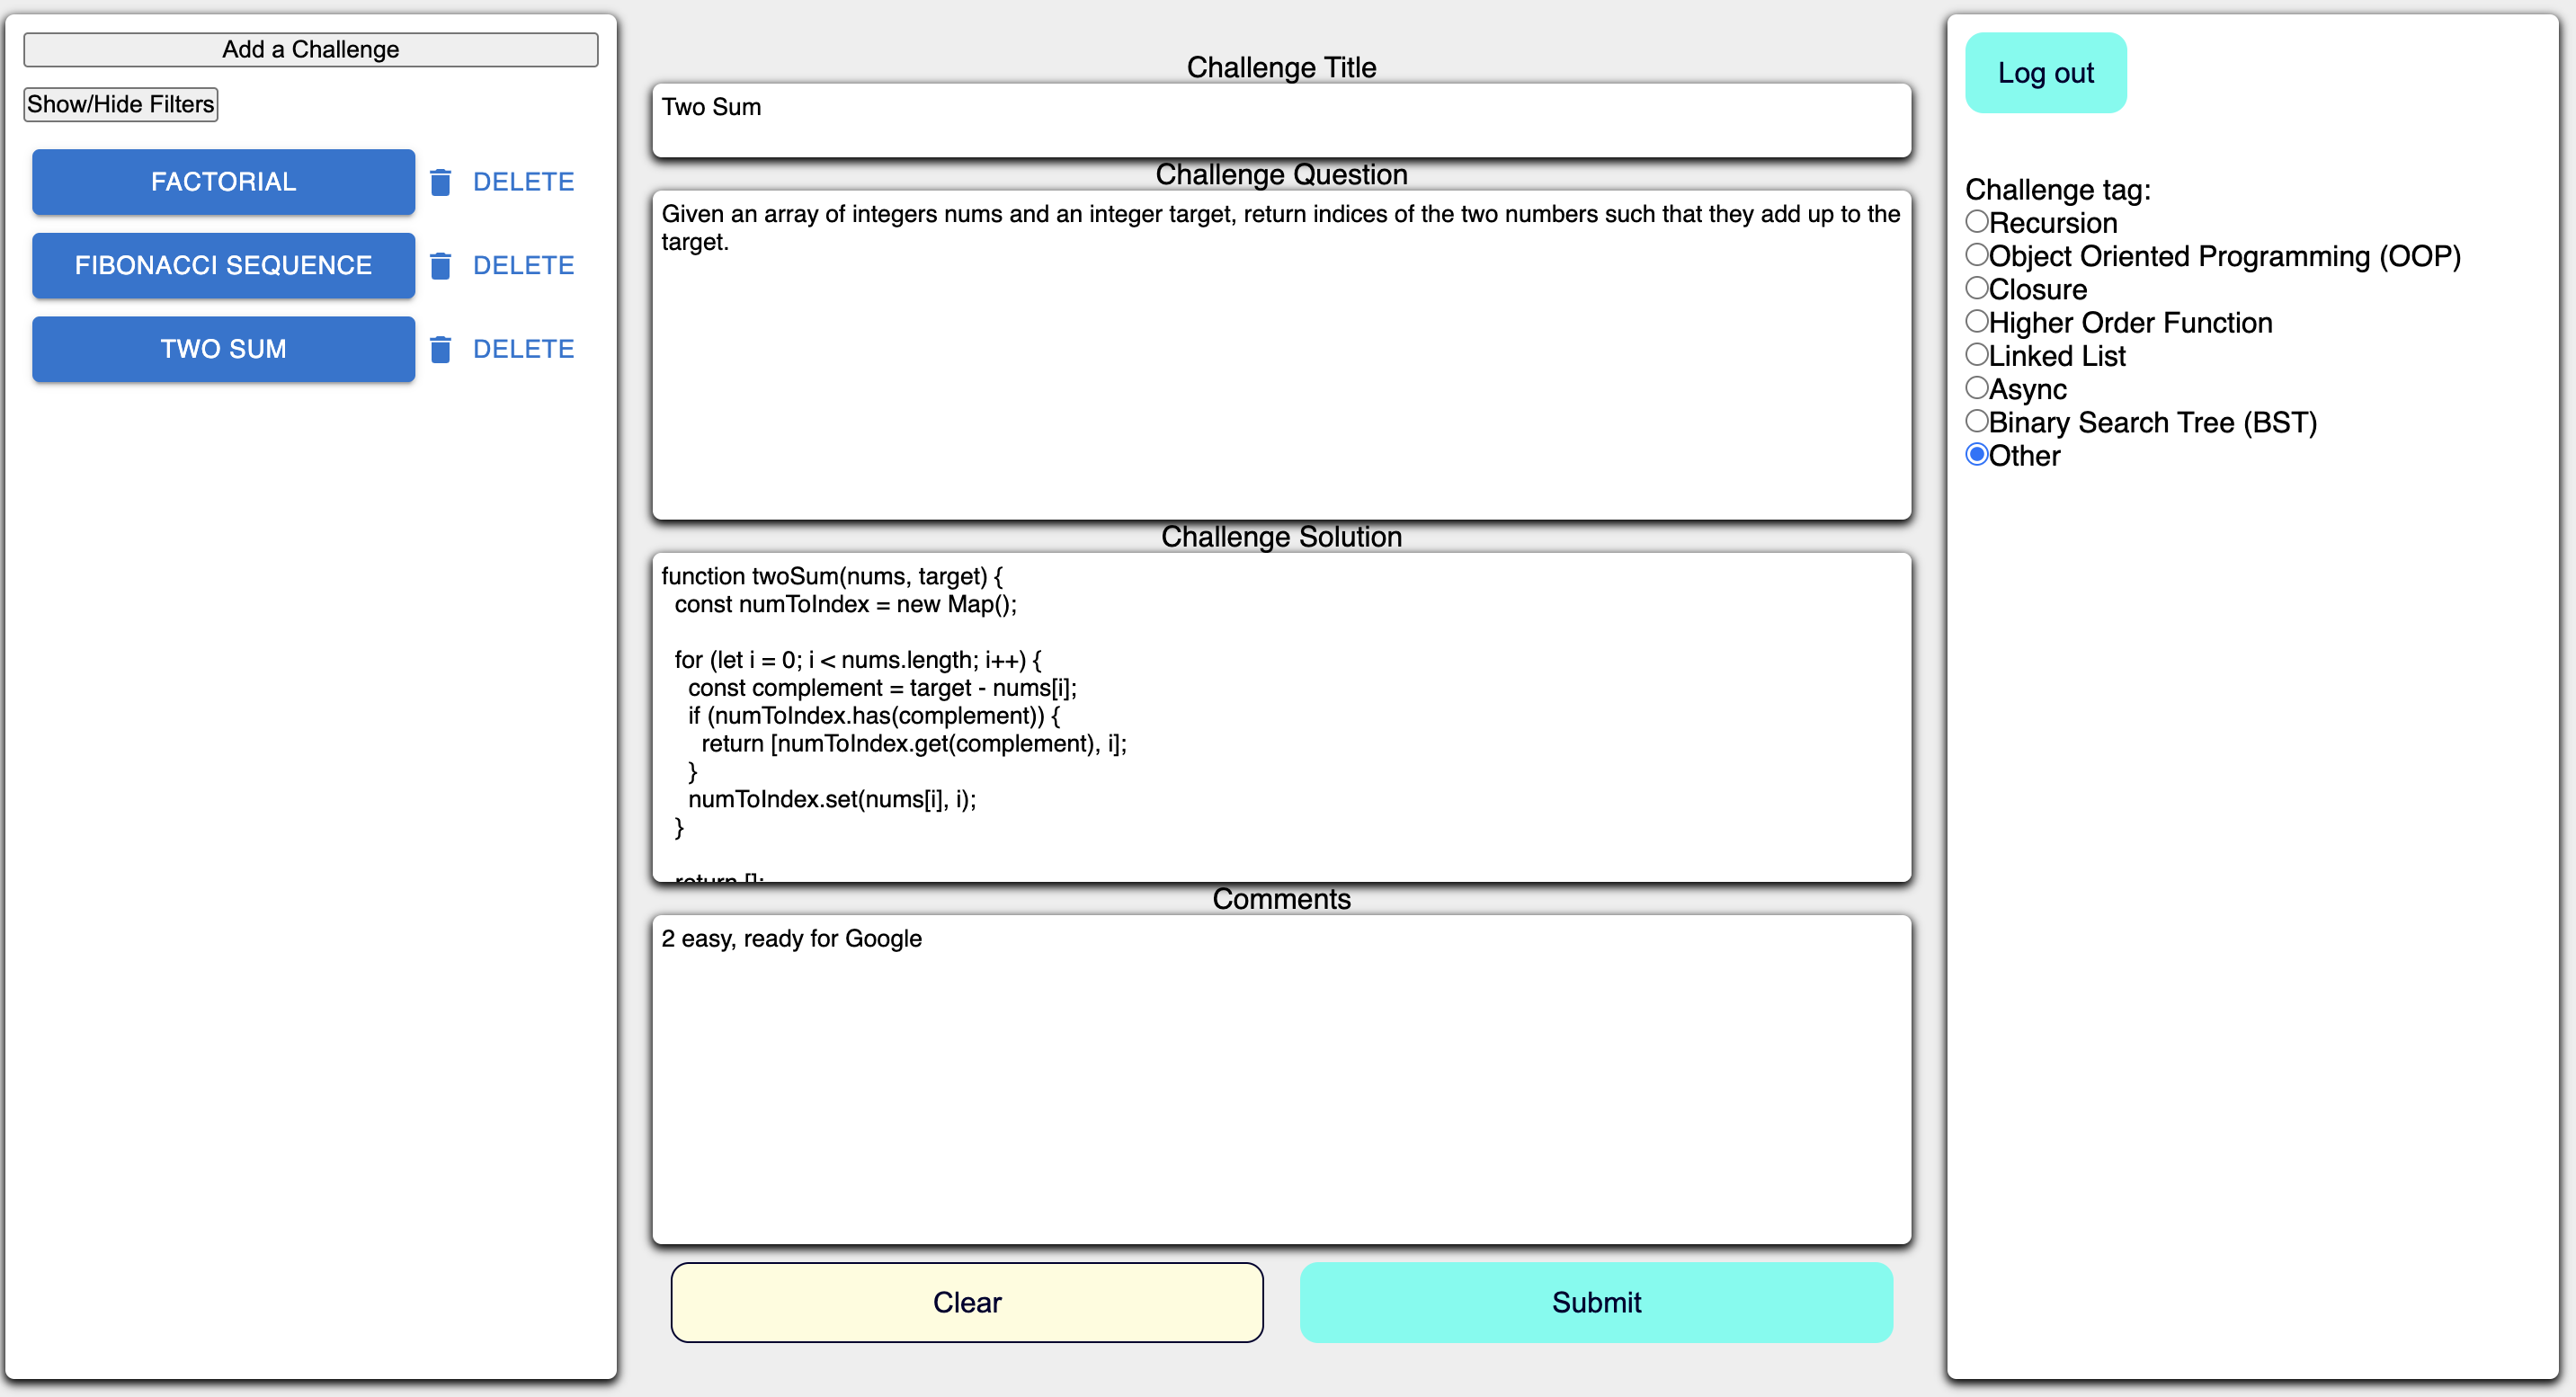 Add a Challenge
Show/Hide Filters
FACTORIAL DELETE
FIBONACCI SEQUENCE DELETE
TWO SUM DELETE
Challenge Title
Two Sum
Challenge Question
Given an array of integers nums and an integer target, return indices of the two numbers such that they add up to the
target.
Challenge Solution
function twoSum(nums, target) {
  const numToIndex = new Map();

  for (let i = 0; i < nums.length; i++) {
    const complement = target - nums[i];
    if (numToIndex.has(complement)) {
      return [numToIndex.get(complement), i];
    }
    numToIndex.set(nums[i], i);
  }

  return [];
Comments
2 easy, ready for Google
Clear
Submit
Log out
Challenge tag:
Recursion
Object Oriented Programming (OOP)
Closure
Higher Order Function
Linked List
Async
Binary Search Tree (BST)
Other